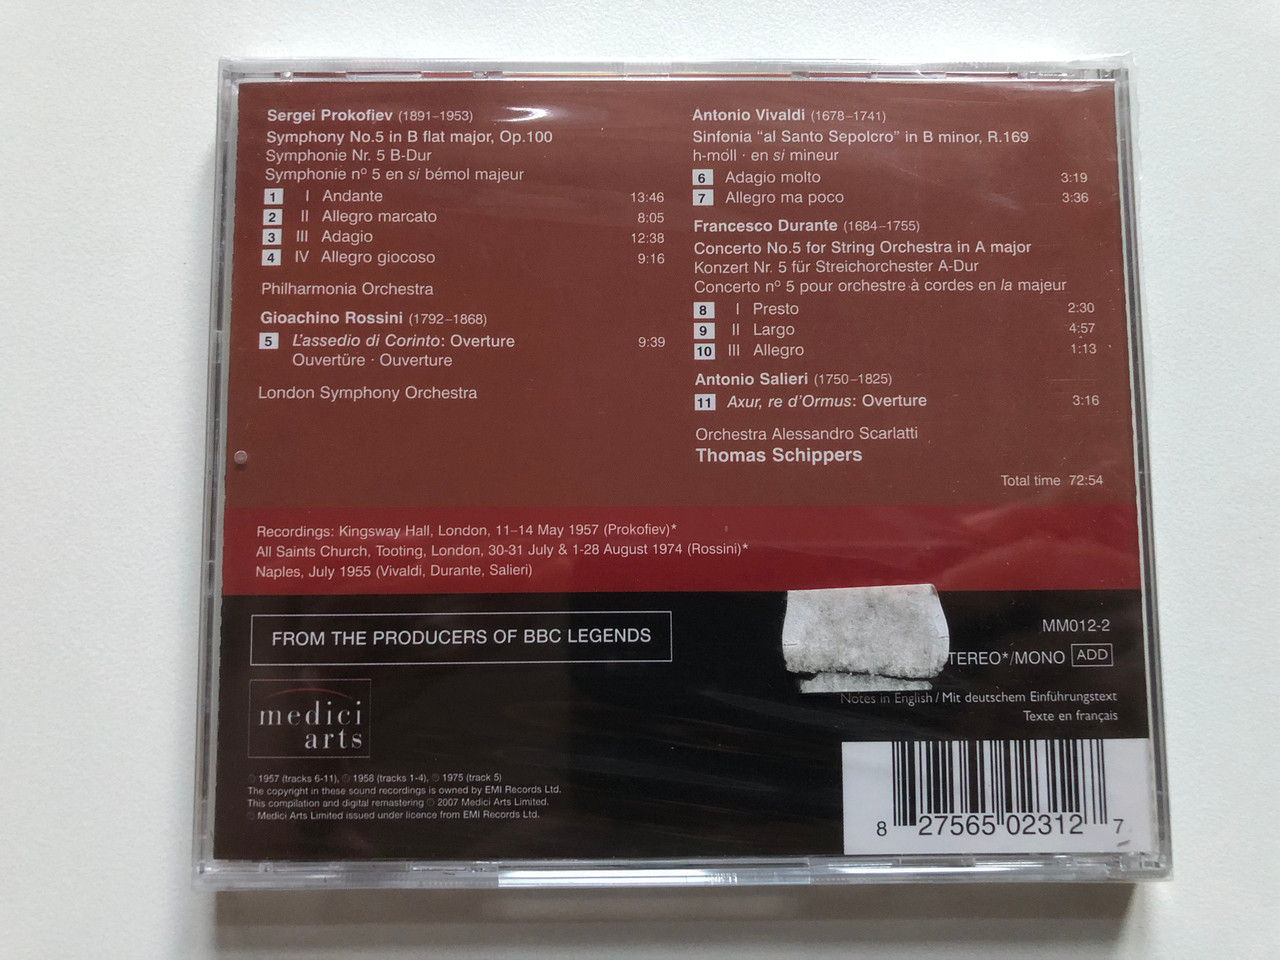 Sergei Prokofiev (1891–1953)
Symphony No.5 in B flat major, Op.100
Symphonie Nr. 5 B-Dur
Symphonie nº 5 en si bémol majeur
1 I Andante 13:46
2 II Allegro marcato 8:05
3 III Adagio 12:38
4 IV Allegro giocoso 9:16
Philharmonia Orchestra
Gioachino Rossini (1792–1868)
5 L'assedio di Corinto: Overture 9:39
Ouvertüre · Ouverture
London Symphony Orchestra
Antonio Vivaldi (1678–1741)
Sinfonia "al Santo Sepolcro" in B minor, R.169
h-moll · en si mineur
6 Adagio molto 3:19
7 Allegro ma poco 3:36
Francesco Durante (1684–1755)
Concerto No.5 for String Orchestra in A major
Konzert Nr. 5 für Streichorchester A-Dur
Concerto nº 5 pour orchestre à cordes en la majeur
8 I Presto 2:30
9 II Largo 4:57
10 III Allegro 1:13
Antonio Salieri (1750–1825)
11 Axur, re d'Ormus: Overture 3:16
Orchestra Alessandro Scarlatti
Thomas Schippers
Total time 72:54
Recordings: Kingsway Hall, London, 11–14 May 1957 (Prokofiev)*
All Saints Church, Tooting, London, 30-31 July & 1-28 August 1974 (Rossini)*
Naples, July 1955 (Vivaldi, Durante, Salieri)
FROM THE PRODUCERS OF BBC LEGENDS
MM012-2
TEREO*/MONO ADD
Notes in English / Mit deutschem Einführungstext
Texte en français
medici
arts
℗ 1957 (tracks 6-11), ℗ 1958 (tracks 1-4), ℗ 1975 (track 5)
The copyright in these sound recordings is owned by EMI Records Ltd.
This compilation and digital remastering ℗ 2007 Medici Arts Limited.
© Medici Arts Limited issued under licence from EMI Records Ltd.
8 27565 02312 7